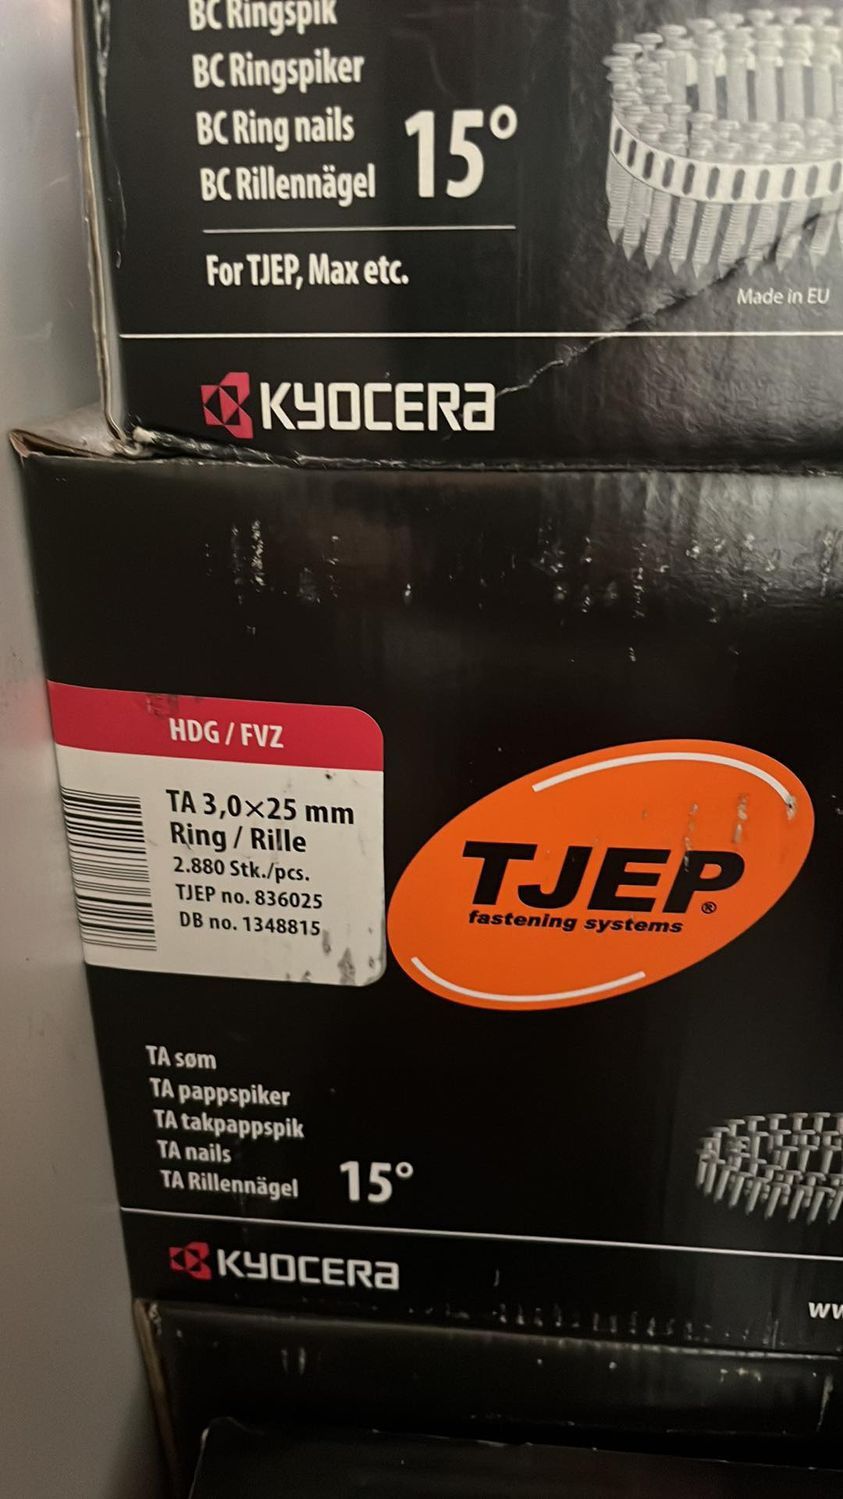 BC Ringspik
BC Ringspiker
BC Ring nails
BC Rillennägel
15°
For TJEP, Max etc.
Made in EU
KYOCERA
HDG / FVZ
TA 3,0×25 mm
Ring / Rille
2.880 Stk./pcs.
TJEP no. 836025
DB no. 1348815
TJEP®
fastening systems
TA søm
TA pappspiker
TA takpappspik
TA nails
TA Rillennägel
15°
KYOCERA